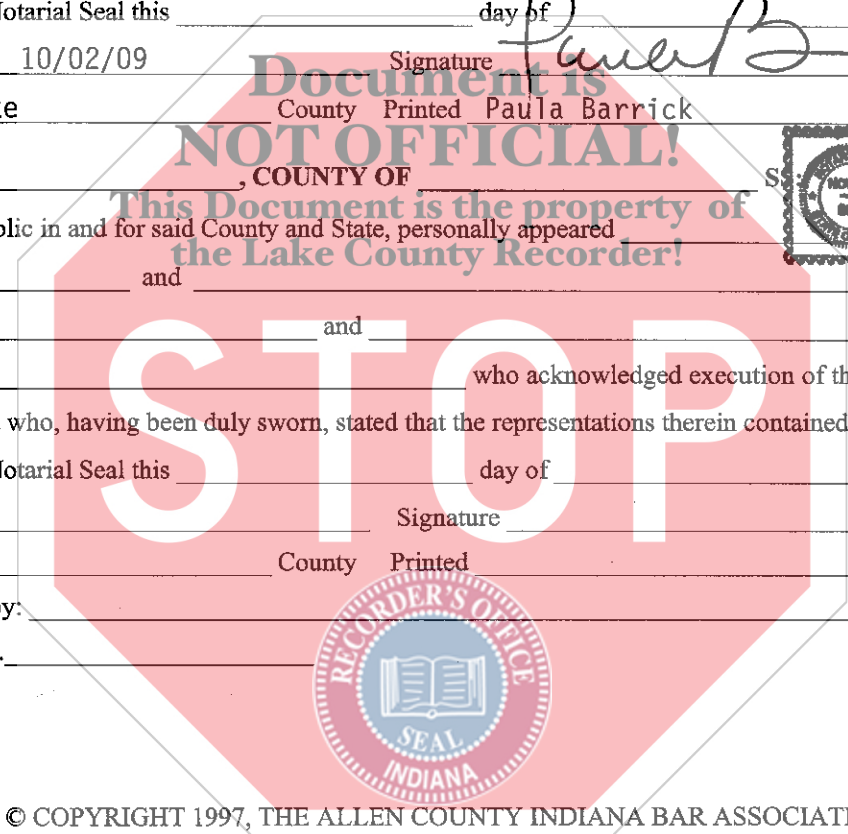 Notarial Seal this day of
10/02/09 Signature Paula B
Document is
County Printed Paula Barrick
NOT OFFICIAL!
, COUNTY OF
This Document is the property of
blic in and for said County and State, personally appeared
the Lake County Recorder!
and
and
STOP
who acknowledged execution of th
who, having been duly sworn, stated that the representations therein contained
Notarial Seal this day of
Signature
County Printed
by:
RECORDER'S OFFICE
SEAL
INDIANA
© COPYRIGHT 1997, THE ALLEN COUNTY INDIANA BAR ASSOCIATI